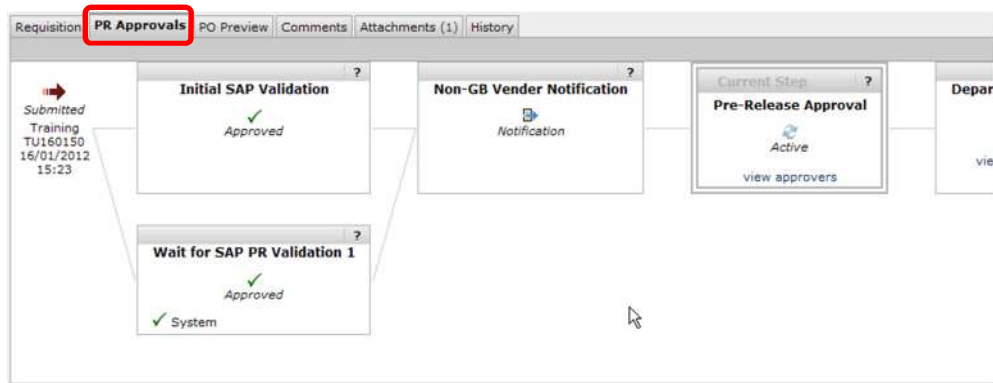 Requisition PR Approvals PO Preview Comments Attachments (1) History
Submitted
Training
TU160150
16/01/2012
15:23
?
Initial SAP Validation
Approved
?
Wait for SAP PR Validation 1
Approved
System
?
Non-GB Vender Notification
Notification
Current Step ?
Pre-Release Approval
Active
view approvers
Depar
vie